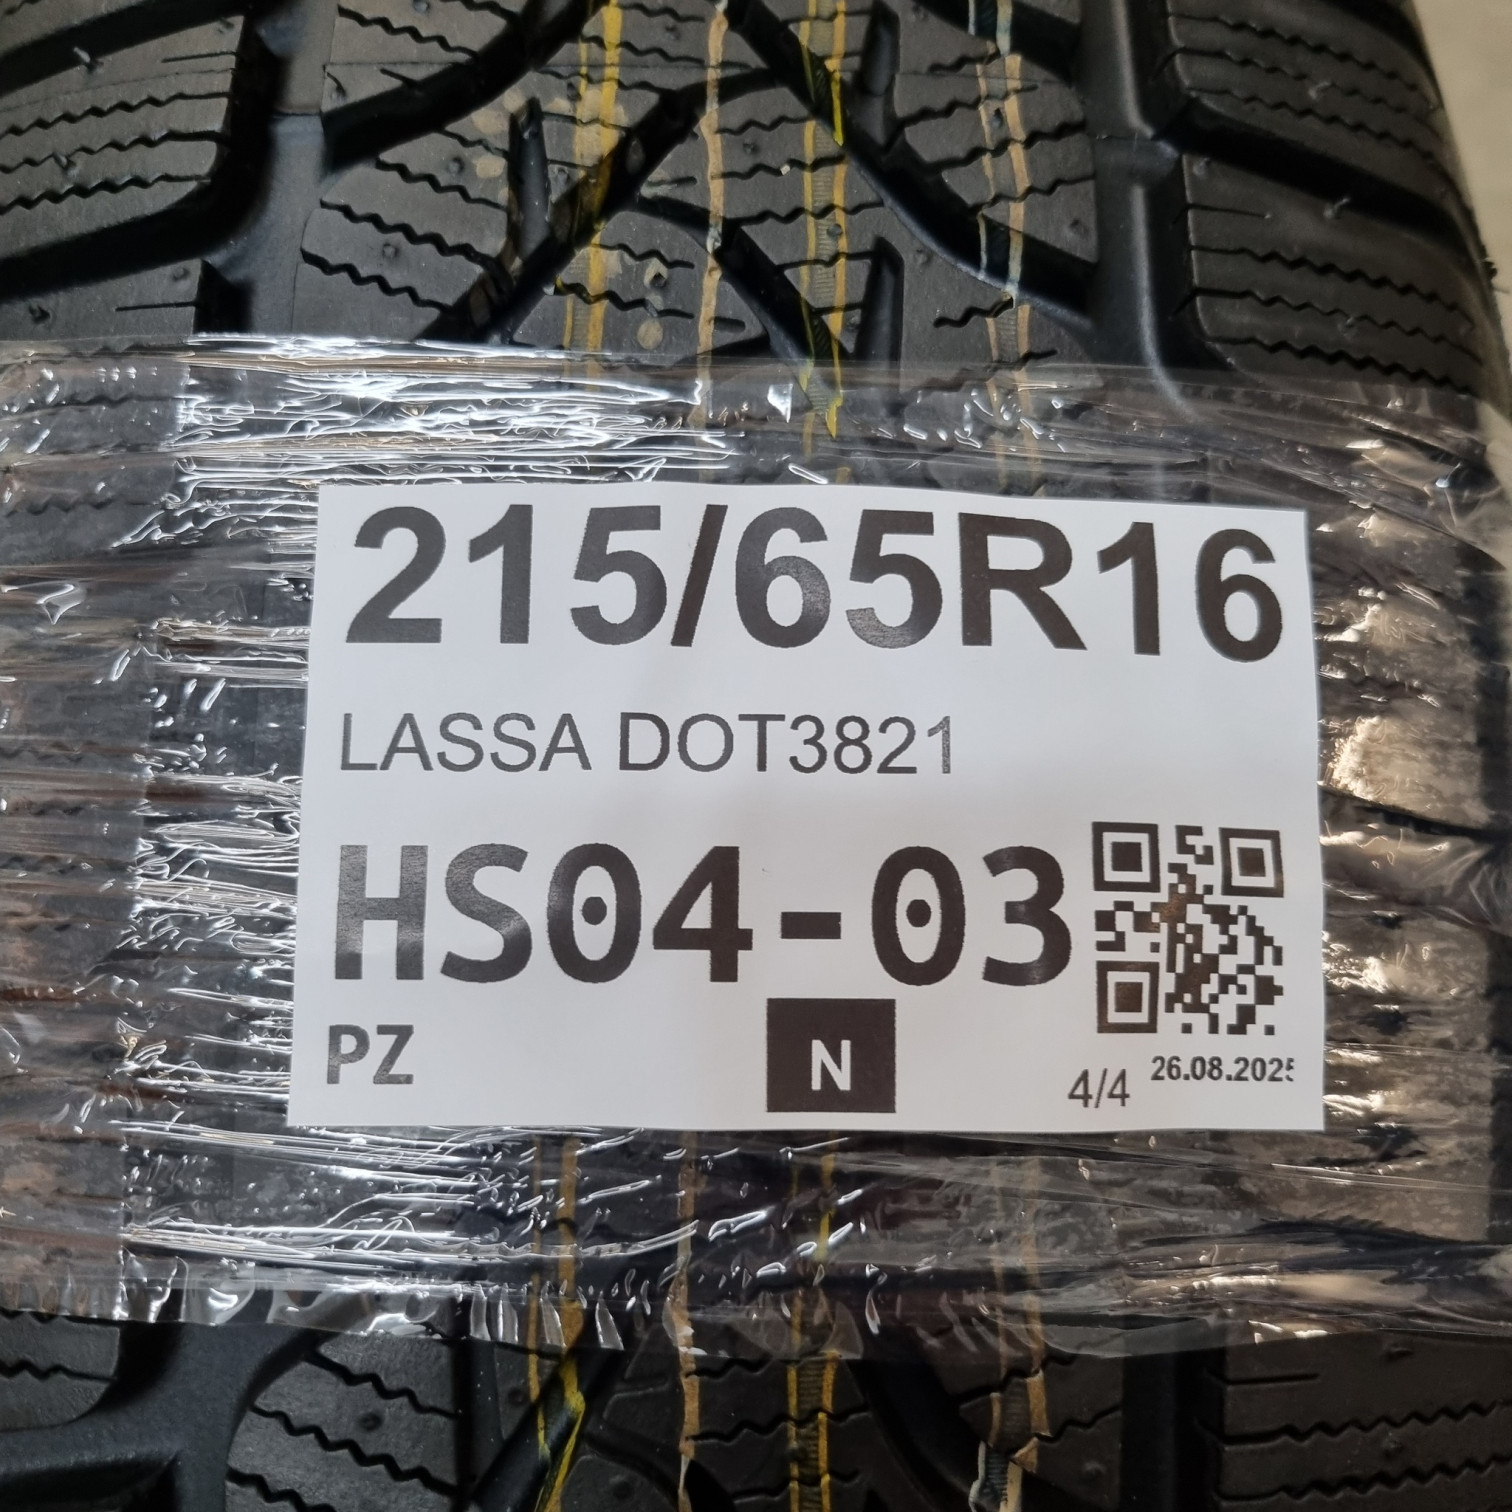 215/65R16
LASSA DOT3821
HS04-03
PZ N 4/4 26.08.2025